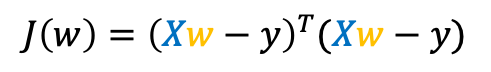 J(w) = (Xw − y)ᵀ(Xw − y)